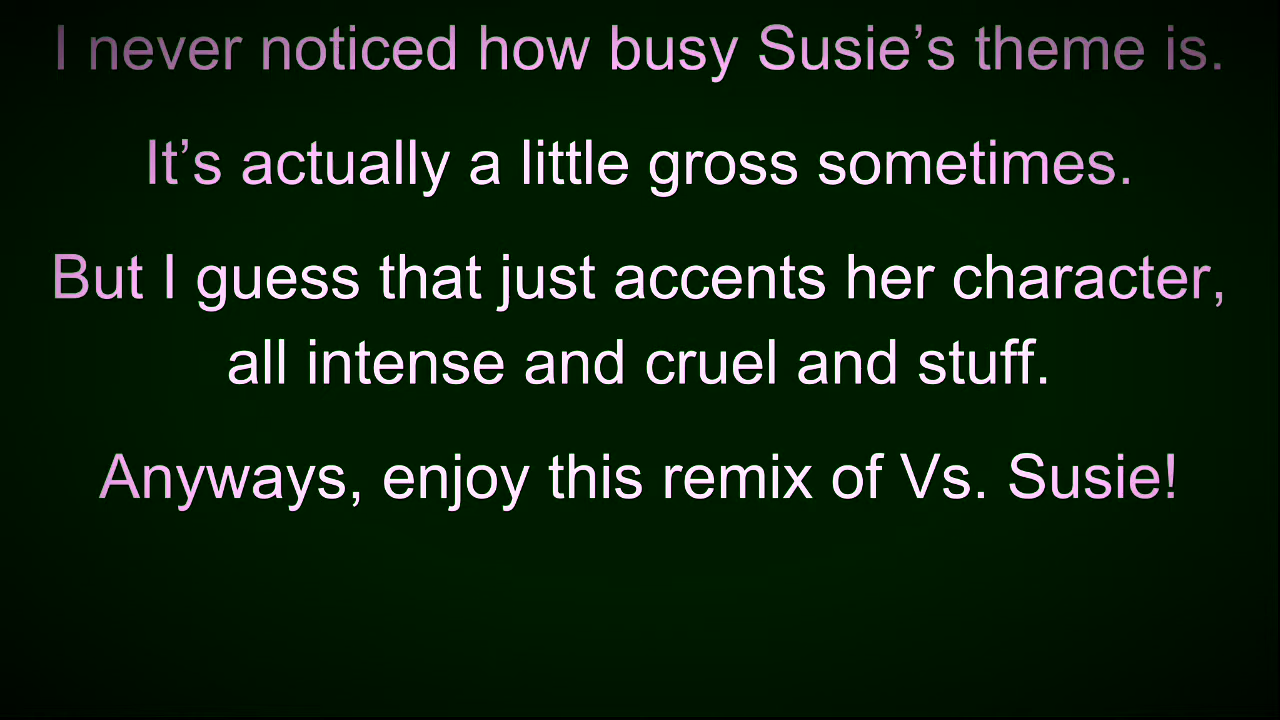 I never noticed how busy Susie’s theme is.
It’s actually a little gross sometimes.
But I guess that just accents her character,
all intense and cruel and stuff.
Anyways, enjoy this remix of Vs. Susie!